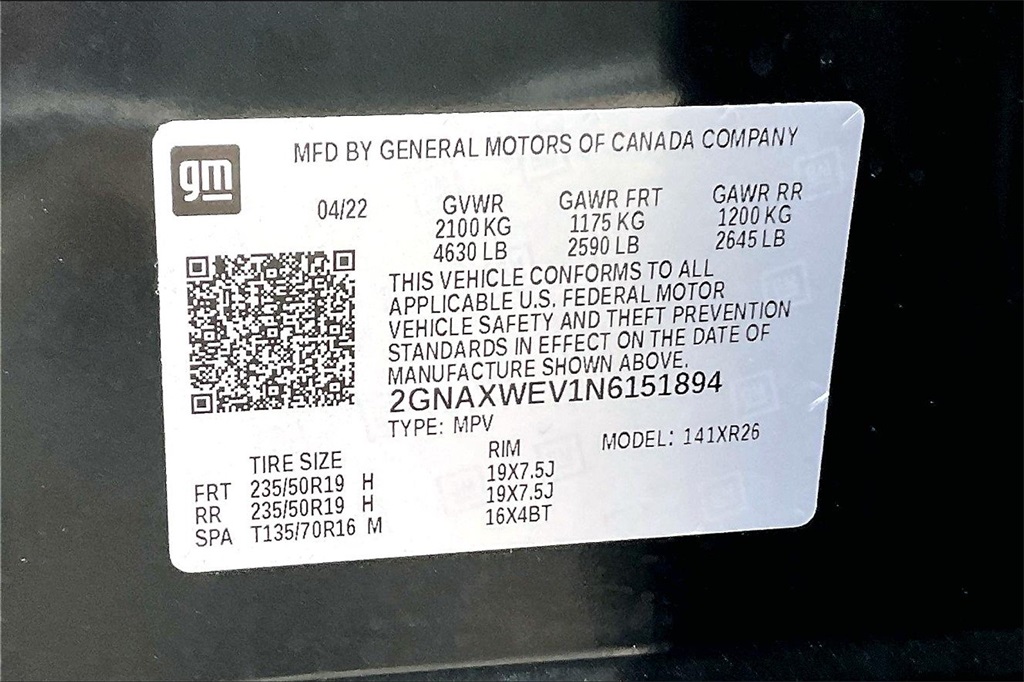 gm
MFD BY GENERAL MOTORS OF CANADA COMPANY
04/22 GVWR GAWR FRT GAWR RR
2100 KG 1175 KG 1200 KG
4630 LB 2590 LB 2645 LB
THIS VEHICLE CONFORMS TO ALL
APPLICABLE U.S. FEDERAL MOTOR
VEHICLE SAFETY AND THEFT PREVENTION
STANDARDS IN EFFECT ON THE DATE OF
MANUFACTURE SHOWN ABOVE.
2GNAXWEV1N6151894
TYPE: MPV MODEL: 141XR26
TIRE SIZE RIM
FRT 235/50R19 H 19X7.5J
RR 235/50R19 H 19X7.5J
SPA T135/70R16 M 16X4BT